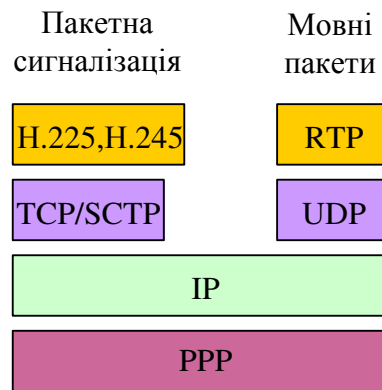 Пакетна
сигналізація
Мовні
пакети
H.225,H.245
RTP
TCP/SCTP
UDP
IP
PPP